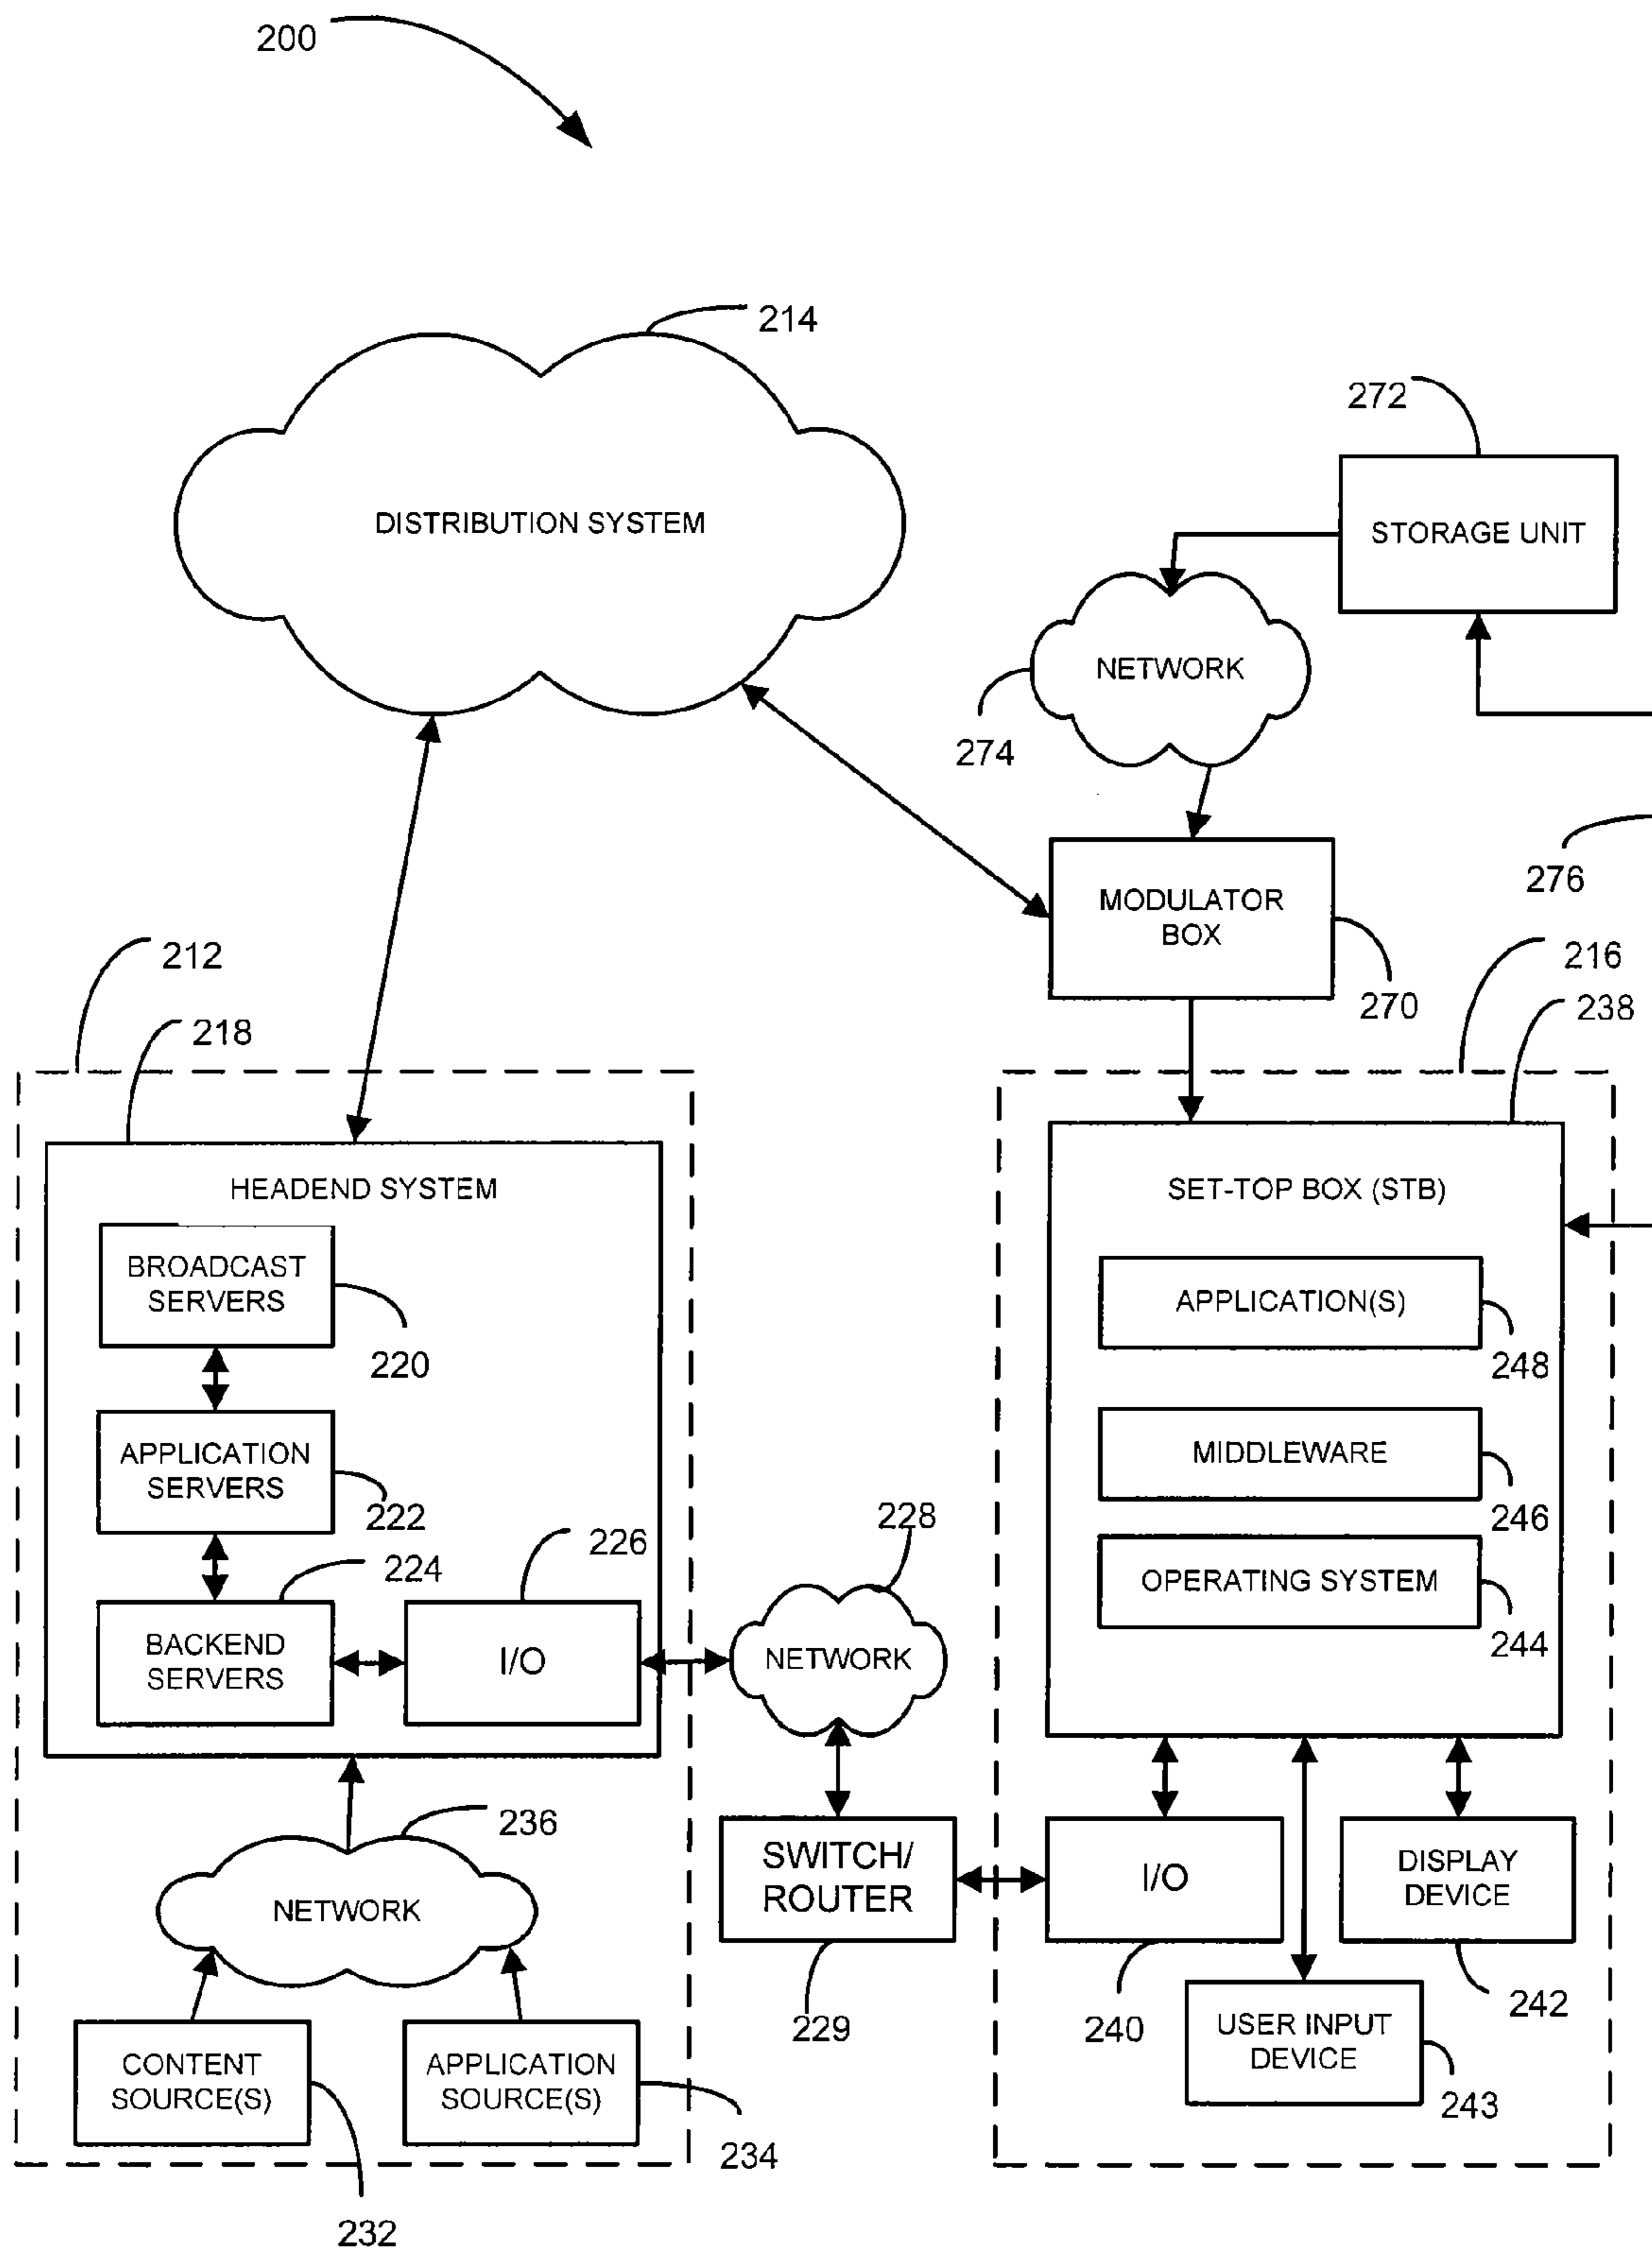 200
214
DISTRIBUTION SYSTEM
272
STORAGE UNIT
NETWORK
274
276
MODULATOR
BOX
270
212
218
216
238
HEADEND SYSTEM
BROADCAST
SERVERS
220
APPLICATION
SERVERS
222
224
226
BACKEND
SERVERS
I/O
228
NETWORK
SET-TOP BOX (STB)
APPLICATION(S)
248
MIDDLEWARE
246
OPERATING SYSTEM
244
236
NETWORK
SWITCH/
ROUTER
229
I/O
240
DISPLAY
DEVICE
242
USER INPUT
DEVICE
243
CONTENT
SOURCE(S)
232
APPLICATION
SOURCE(S)
234